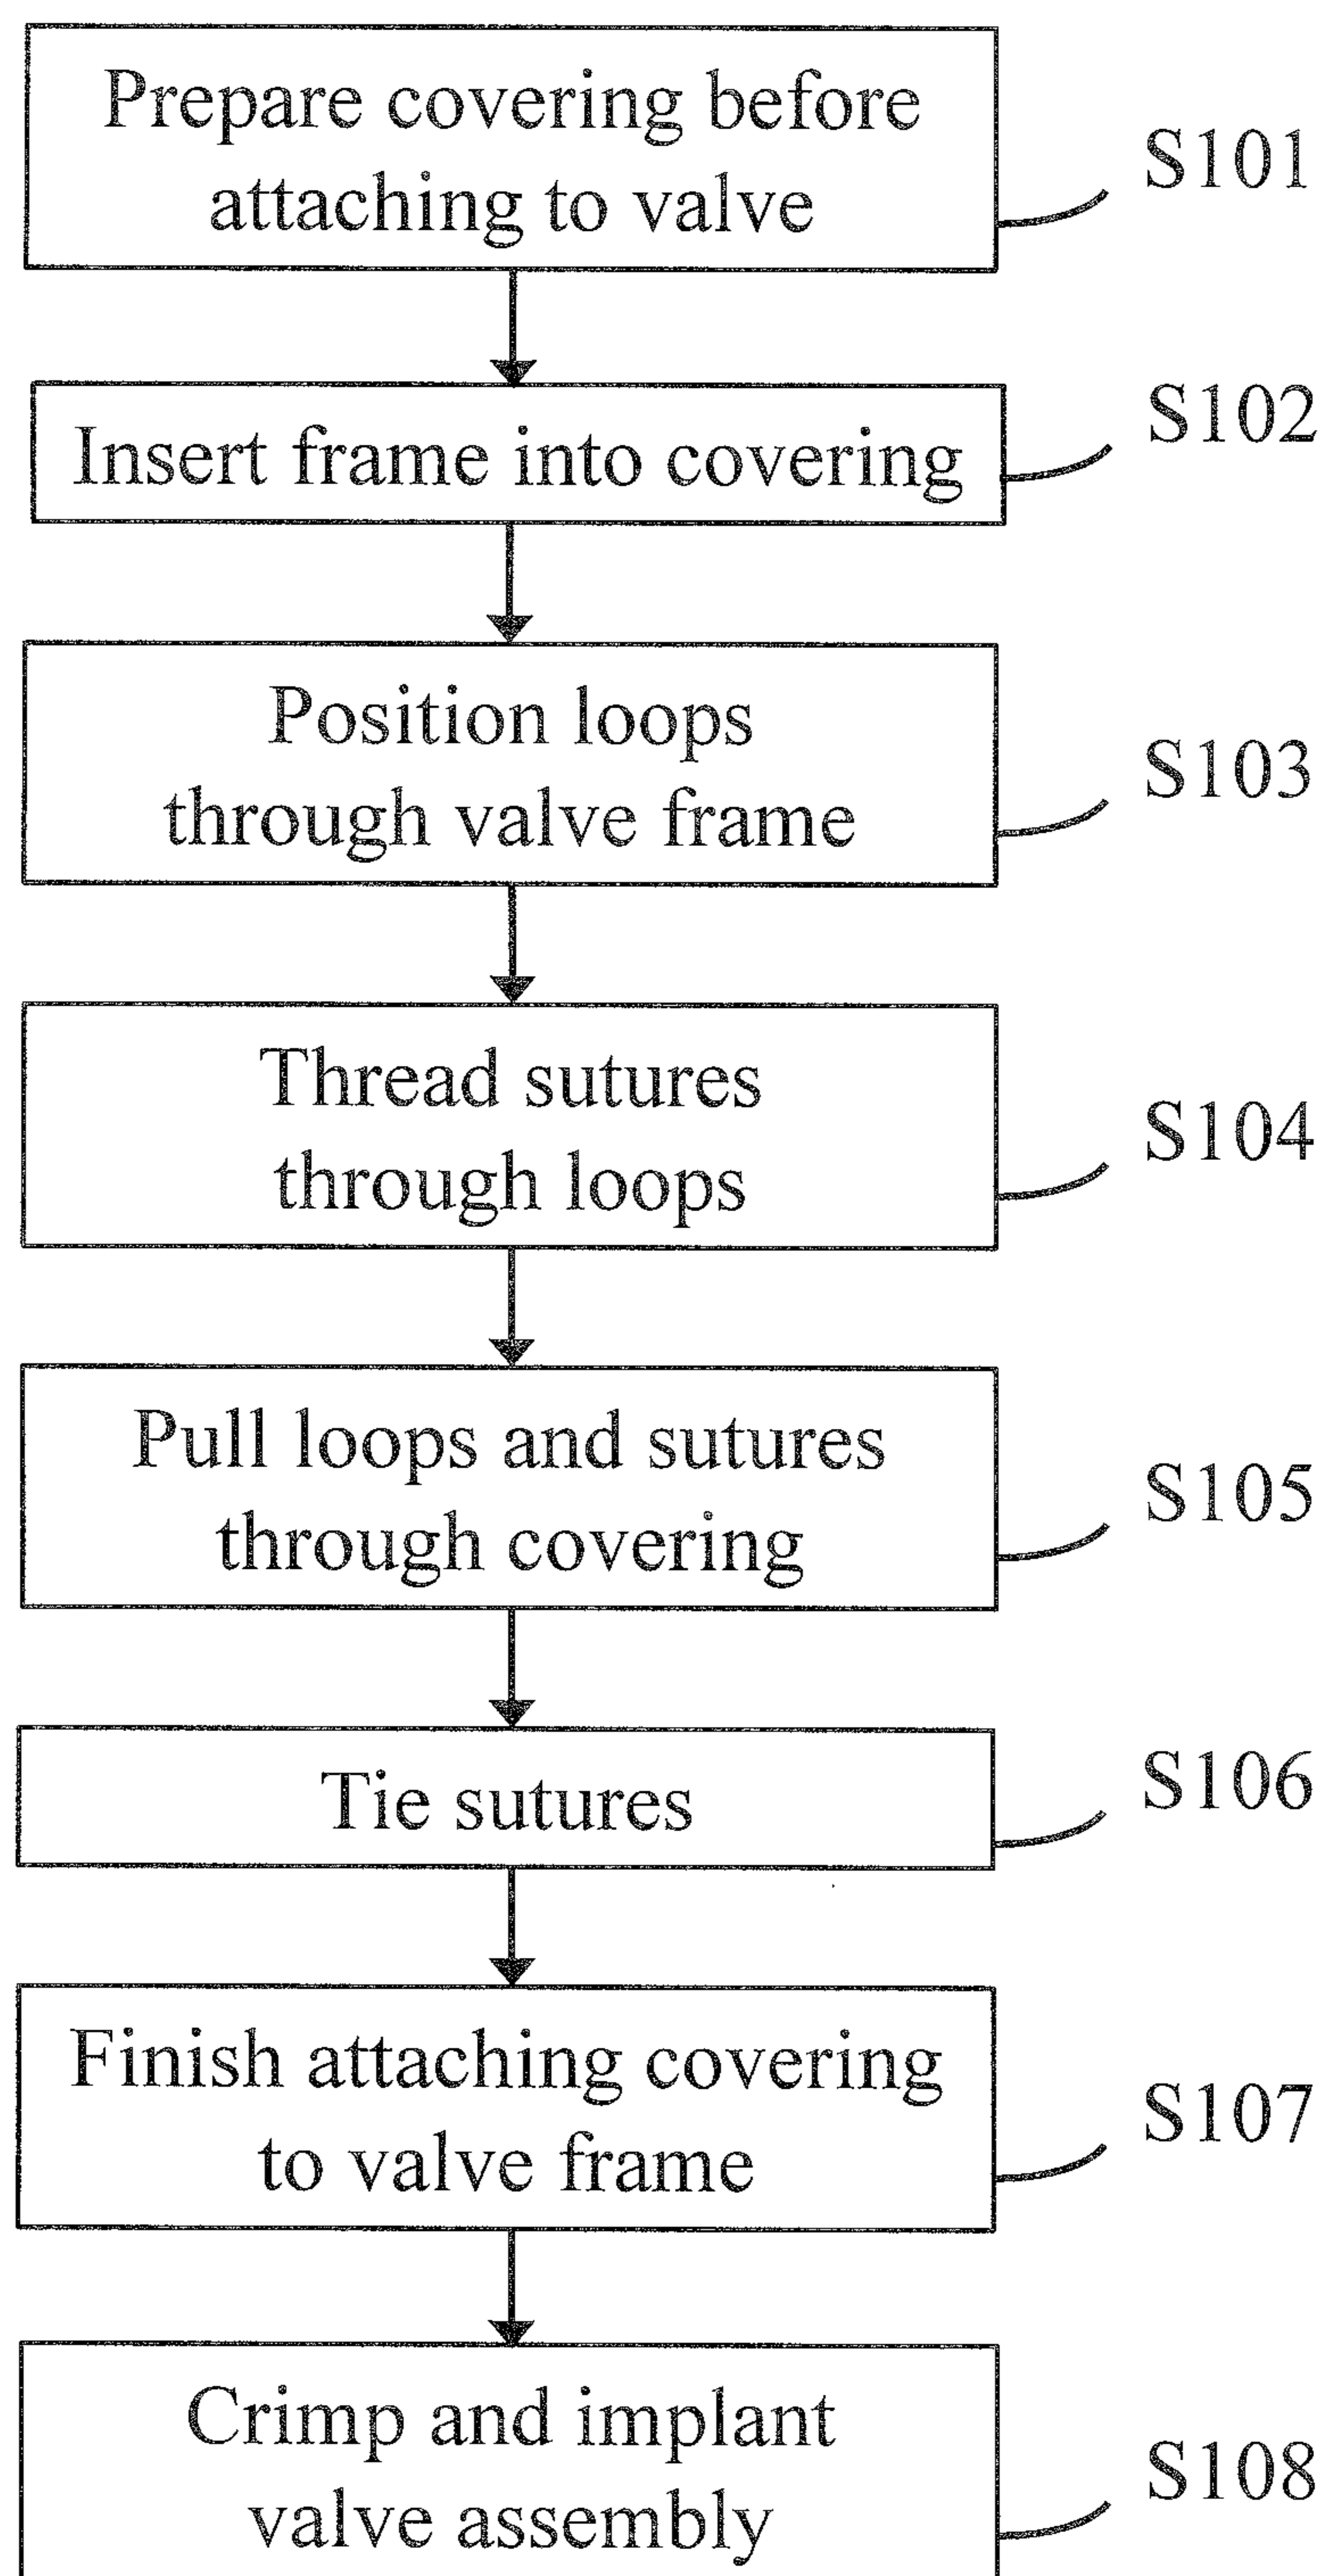 Prepare covering before
attaching to valve
S101
Insert frame into covering
S102
Position loops
through valve frame
S103
Thread sutures
through loops
S104
Pull loops and sutures
through covering
S105
Tie sutures
S106
Finish attaching covering
to valve frame
S107
Crimp and implant
valve assembly
S108